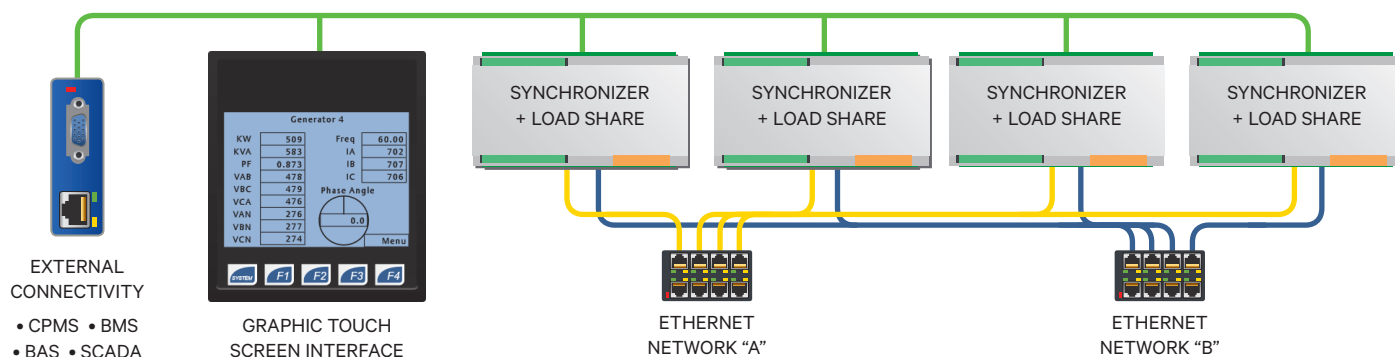 SYNCHRONIZER
+ LOAD SHARE
SYNCHRONIZER
+ LOAD SHARE
SYNCHRONIZER
+ LOAD SHARE
SYNCHRONIZER
+ LOAD SHARE
Generator 4
KW 509 Freq 60.00
KVA 583 IA 702
PF 0.873 IB 707
VAB 478 IC 706
VBC 479 Phase Angle
VCA 476
VAN 276 0.0
VBN 277
VCN 274 Menu
SYSTEM F1 F2 F3 F4
EXTERNAL
CONNECTIVITY
• CPMS • BMS
• BAS • SCADA
GRAPHIC TOUCH
SCREEN INTERFACE
ETHERNET
NETWORK “A”
ETHERNET
NETWORK “B”